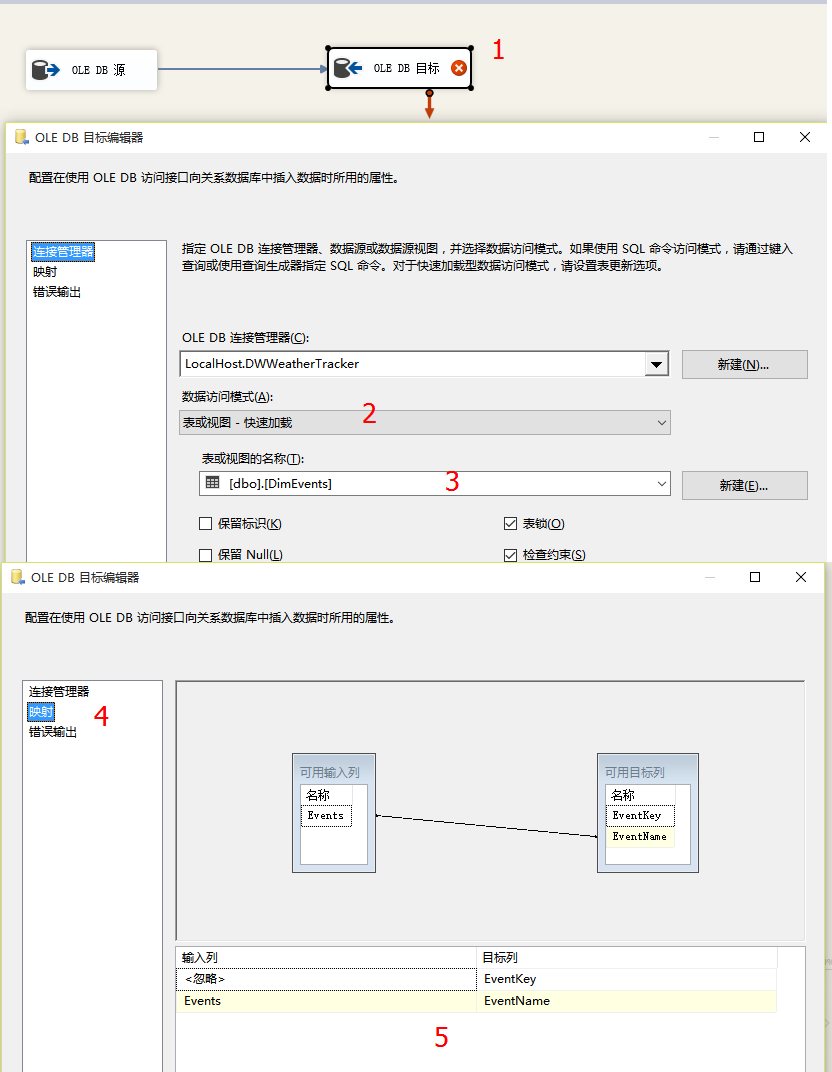 OLE DB 源
OLE DB 目标
1
OLE DB 目标编辑器
配置在使用 OLE DB 访问接口向关系数据库中插入数据时所用的属性。
连接管理器
映射
错误输出
指定 OLE DB 连接管理器、数据源或数据源视图，并选择数据访问模式。如果使用 SQL 命令访问模式，请通过键入
查询或使用查询生成器指定 SQL 命令。对于快速加载型数据访问模式，请设置表更新选项。
OLE DB 连接管理器(C):
LocalHost.DWWeatherTracker
新建(N)...
数据访问模式(A):
2
表或视图 - 快速加载
表或视图的名称(T):
[dbo].[DimEvents]
3
新建(E)...
保留标识(K)
表锁(O)
保留 Null(L)
检查约束(S)
OLE DB 目标编辑器
配置在使用 OLE DB 访问接口向关系数据库中插入数据时所用的属性。
连接管理器
映射
4
错误输出
可用输入列
名称
Events
可用目标列
名称
EventKey
EventName
输入列 目标列
<忽略> EventKey
Events EventName
5